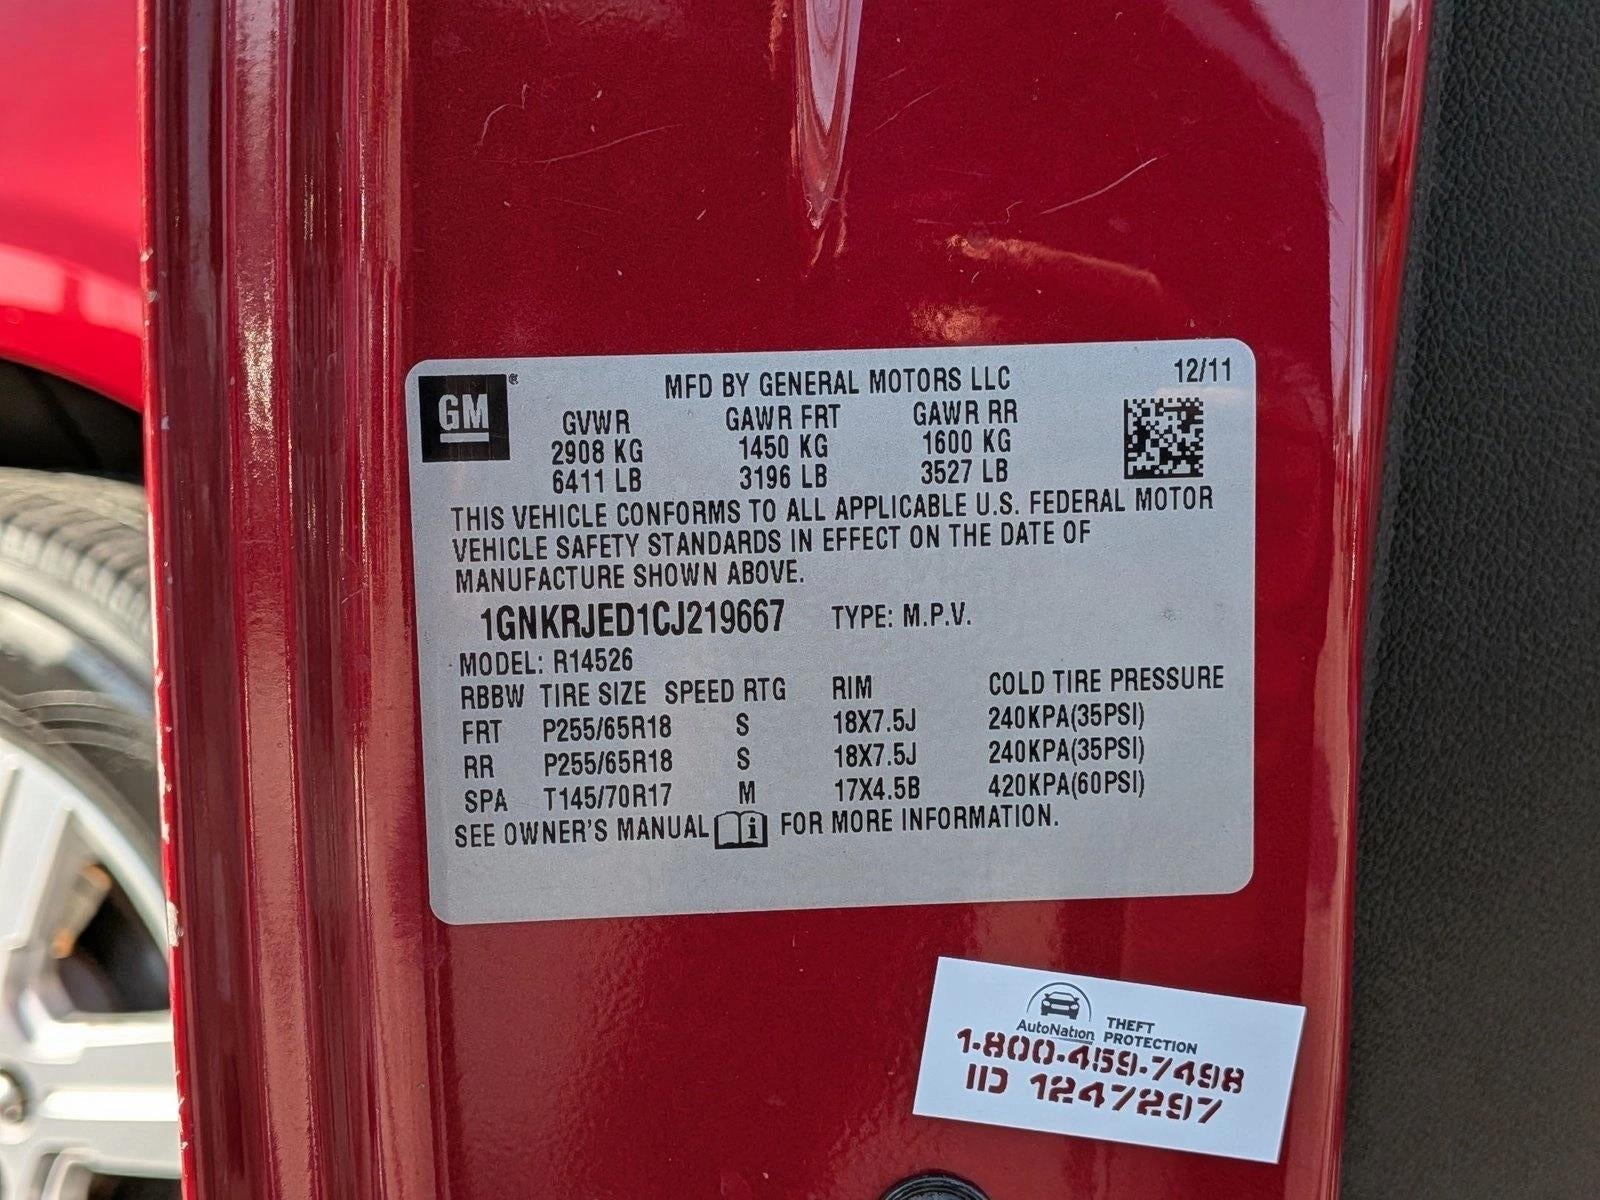 GM®
MFD BY GENERAL MOTORS LLC 12/11
GVWR GAWR FRT GAWR RR
2908 KG 1450 KG 1600 KG
6411 LB 3196 LB 3527 LB
THIS VEHICLE CONFORMS TO ALL APPLICABLE U.S. FEDERAL MOTOR
VEHICLE SAFETY STANDARDS IN EFFECT ON THE DATE OF
MANUFACTURE SHOWN ABOVE.
1GNKRJED1CJ219667 TYPE: M.P.V.
MODEL: R14526
RBBW TIRE SIZE SPEED RTG RIM COLD TIRE PRESSURE
FRT P255/65R18 S 18X7.5J 240KPA(35PSI)
RR P255/65R18 S 18X7.5J 240KPA(35PSI)
SPA T145/70R17 M 17X4.5B 420KPA(60PSI)
SEE OWNER'S MANUAL i FOR MORE INFORMATION.
AutoNation THEFT PROTECTION
1-800-459-7498
ID 1247297